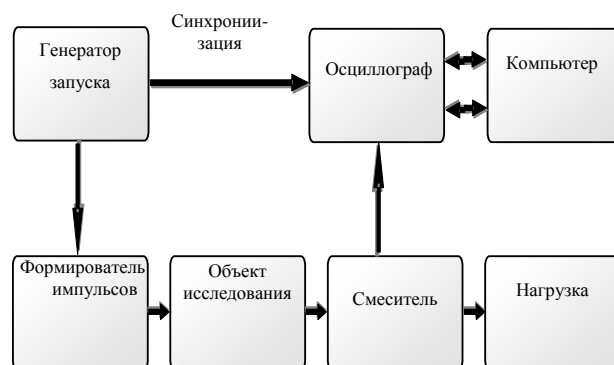 Синхронии-
зация
Генератор
запуска
Осциллограф
Компьютер
Формирователь
импульсов
Объект
исследования
Смеситель
Нагрузка